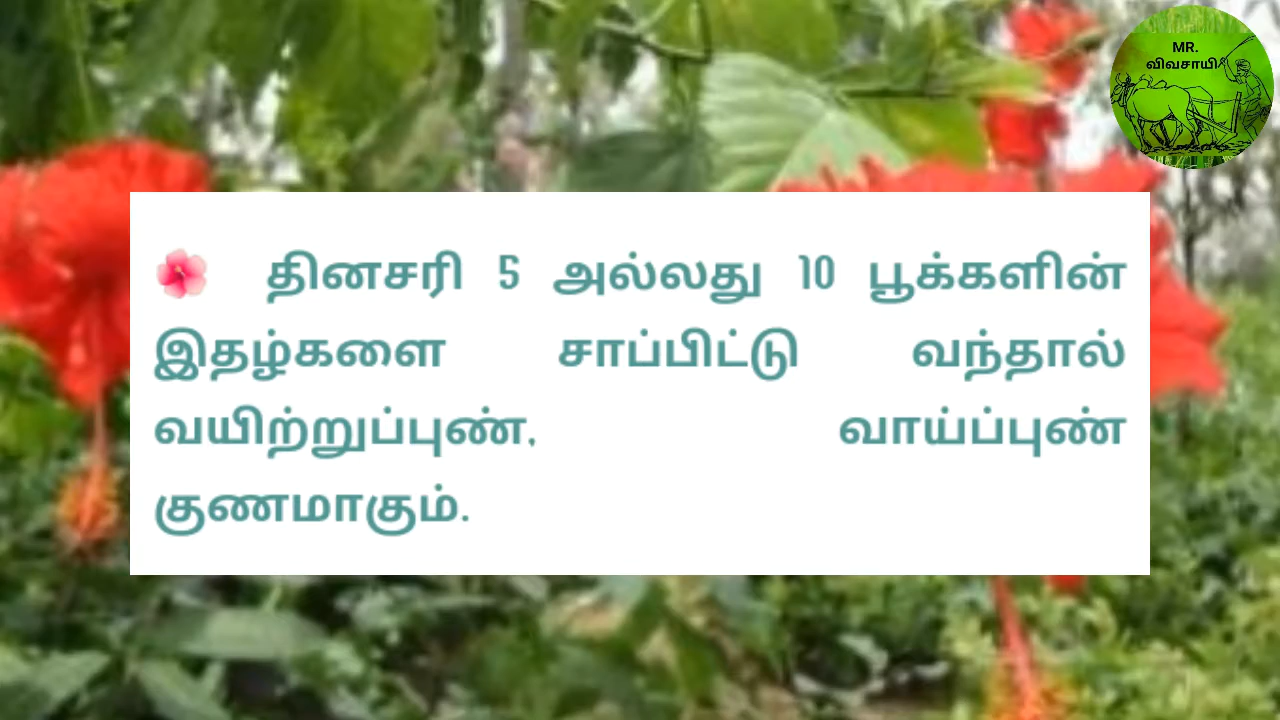 MR.
விவசாயி
🌺 தினசரி 5 அல்லது 10 பூக்களின்
இதழ்களை சாப்பிட்டு வந்தால்
வயிற்றுப்புண், வாய்ப்புண்
குணமாகும்.